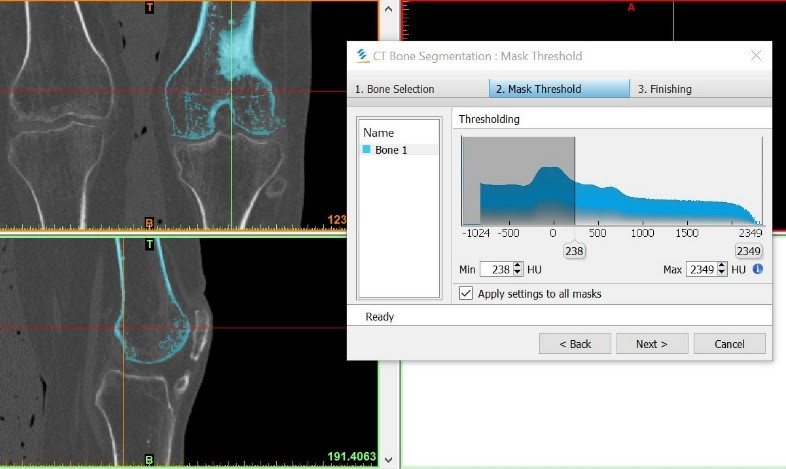 T
A
CT Bone Segmentation : Mask Threshold
1. Bone Selection 2. Mask Threshold 3. Finishing
Name
Bone 1
Thresholding
-1024 -500 0 500 1000 1500 2349
238 2349
Min 238 HU Max 2349 HU
Apply settings to all masks
Ready
< Back Next > Cancel
B
123
T
B
191.4063